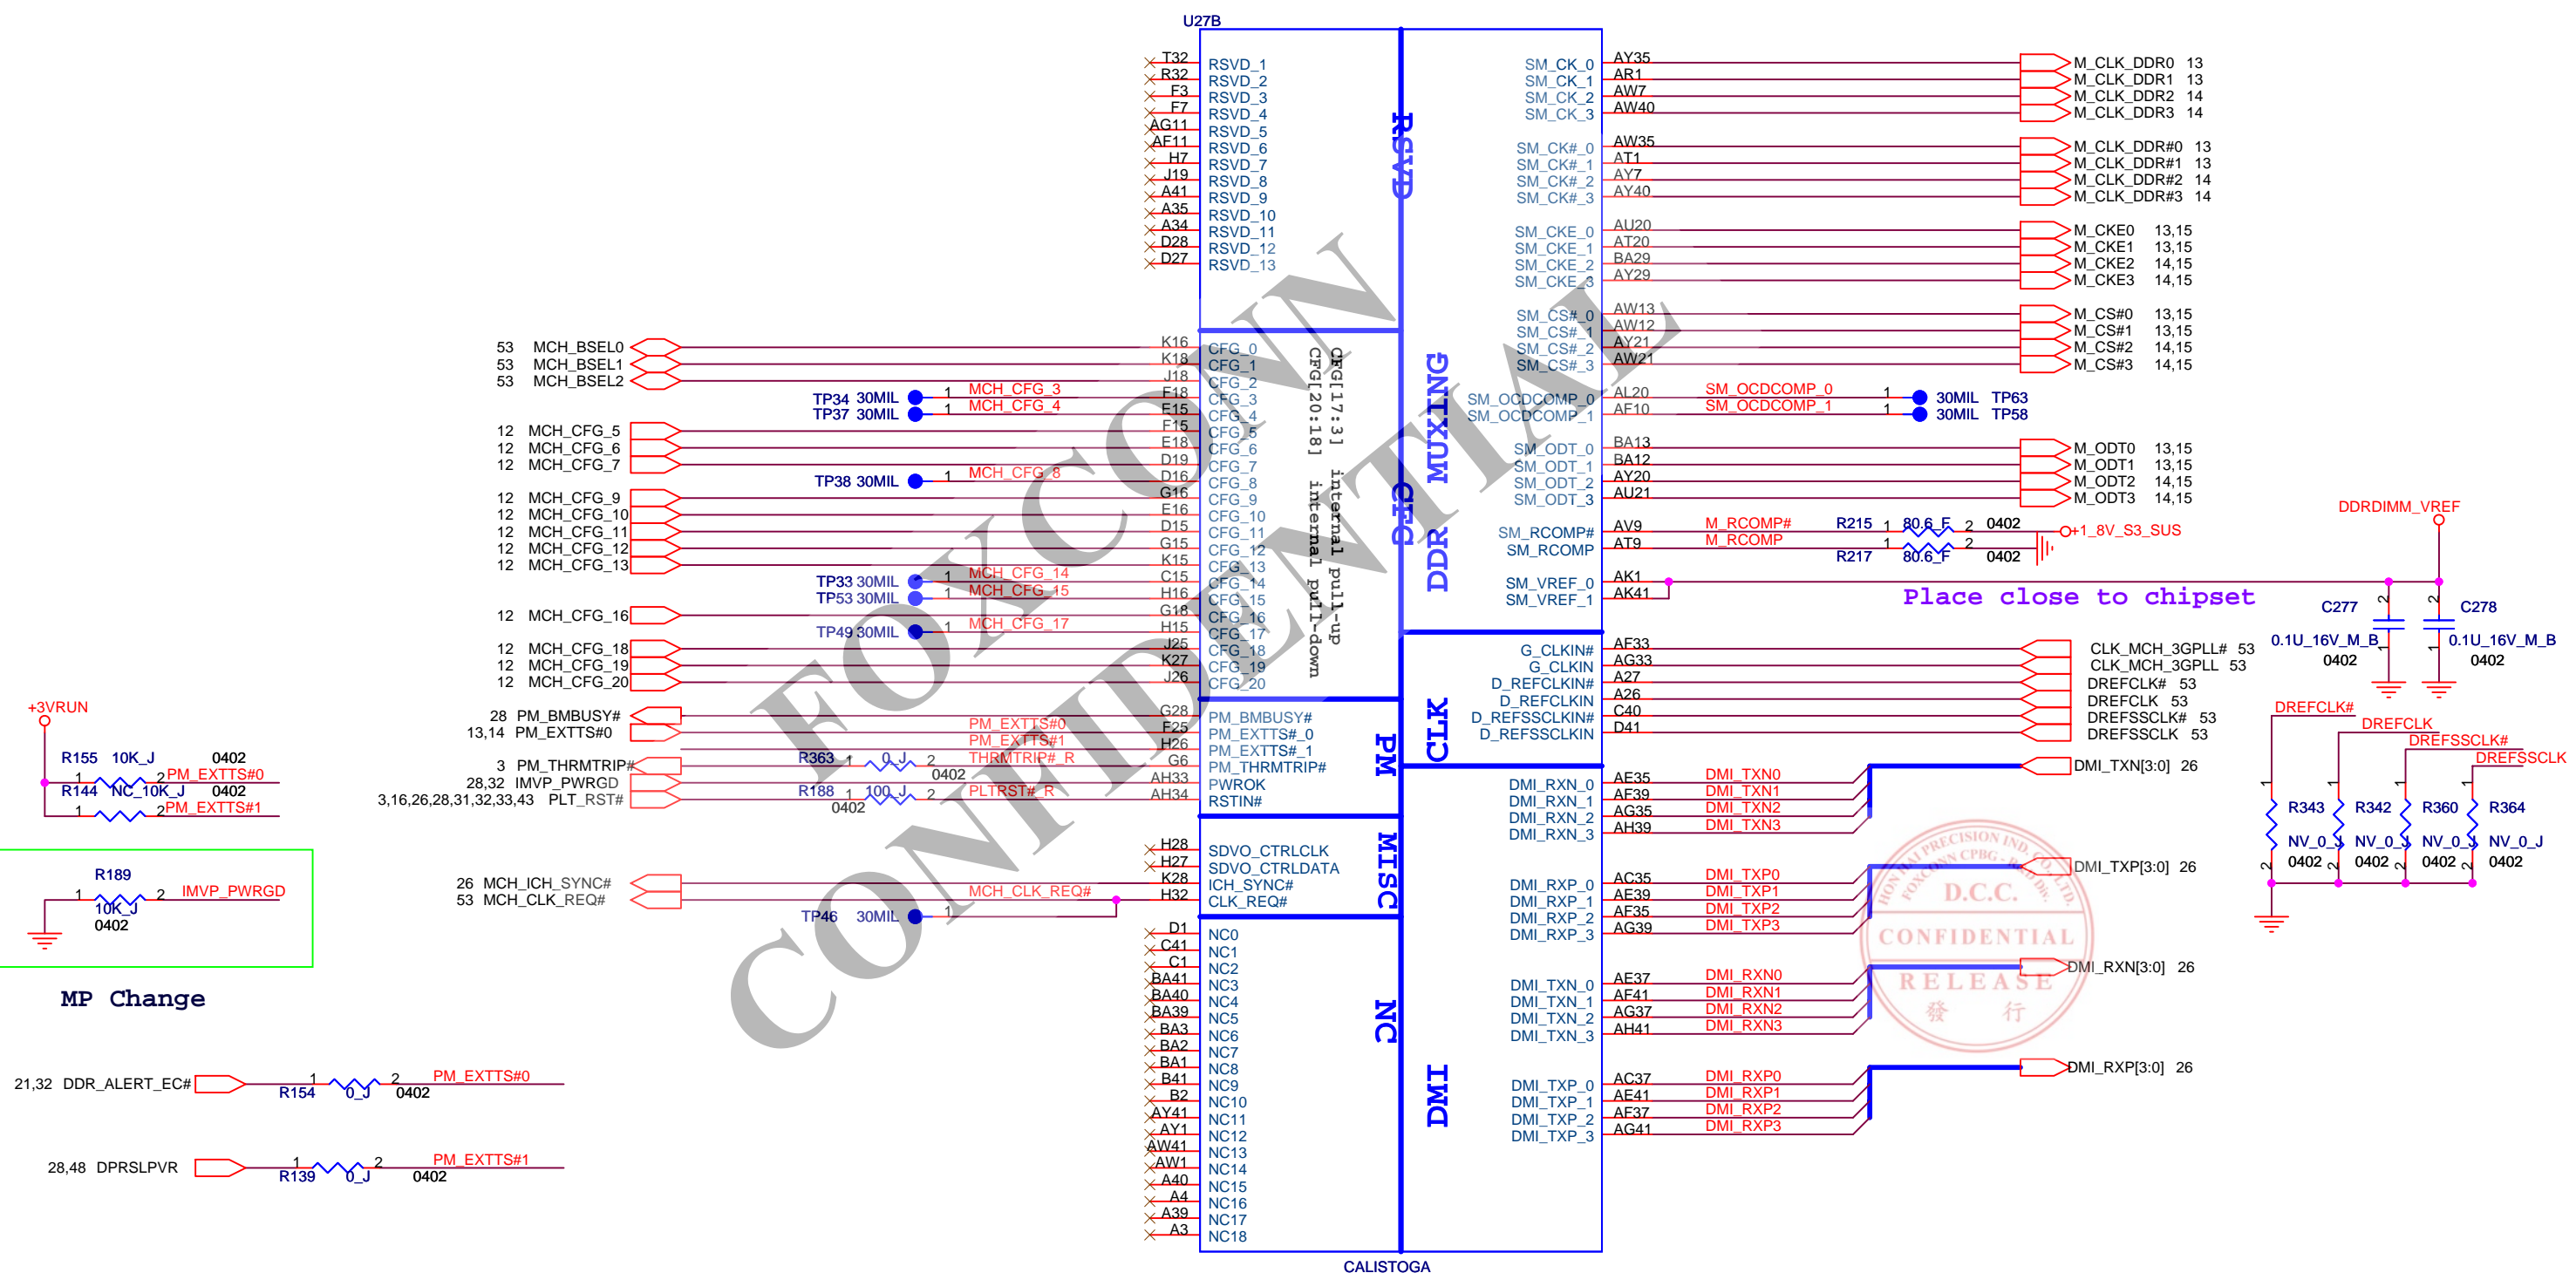 U27B
T32 RSVD_1
R32 RSVD_2
F3 RSVD_3
F7 RSVD_4
AG11 RSVD_5
AF11 RSVD_6
H7 RSVD_7
J19 RSVD_8
A41 RSVD_9
A35 RSVD_10
A34 RSVD_11
D28 RSVD_12
D27 RSVD_13
RSVD
53 MCH_BSEL0 K16 CFG_0
53 MCH_BSEL1 K18 CFG_1
53 MCH_BSEL2 J18 CFG_2
TP34 30MIL 1 MCH_CFG_3 F18 CFG_3
TP37 30MIL 1 MCH_CFG_4 E15 CFG_4
12 MCH_CFG_5 F15 CFG_5
12 MCH_CFG_6 E18 CFG_6
12 MCH_CFG_7 D19 CFG_7
TP38 30MIL 1 MCH_CFG_8 D16 CFG_8
12 MCH_CFG_9 G16 CFG_9
12 MCH_CFG_10 E16 CFG_10
12 MCH_CFG_11 D15 CFG_11
12 MCH_CFG_12 G15 CFG_12
12 MCH_CFG_13 K15 CFG_13
TP33 30MIL 1 MCH_CFG_14 C15 CFG_14
TP53 30MIL 1 MCH_CFG_15 H16 CFG_15
12 MCH_CFG_16 G18 CFG_16
TP49 30MIL 1 MCH_CFG_17 H15 CFG_17
12 MCH_CFG_18 J25 CFG_18
12 MCH_CFG_19 K27 CFG_19
12 MCH_CFG_20 J26 CFG_20
CFG[17:3] internal pull-up
CFG[20:18] internal pull-down
CFG
28 PM_BMBUSY# G28 PM_BMBUSY#
13,14 PM_EXTTS#0 PM_EXTTS#0 F25 PM_EXTTS#_0
PM_EXTTS#1 H26 PM_EXTTS#_1
3 PM_THRMTRIP# R363 1 0_J 2 0402 THRMTRIP#_R G6 PM_THRMTRIP#
28,32 IMVP_PWRGD AH33 PWROK
3,16,26,28,31,32,33,43 PLT_RST# R188 1 100_J 2 0402 PLTRST#_R AH34 RSTIN#
PM
H28 SDVO_CTRLCLK
H27 SDVO_CTRLDATA
26 MCH_ICH_SYNC# K28 ICH_SYNC#
53 MCH_CLK_REQ# MCH_CLK_REQ# H32 CLK_REQ#
TP46 30MIL 1
MISC
D1 NC0
C41 NC1
C1 NC2
BA41 NC3
BA40 NC4
BA39 NC5
BA3 NC6
BA2 NC7
BA1 NC8
B41 NC9
B2 NC10
AY41 NC11
AY1 NC12
AW41 NC13
AW1 NC14
A40 NC15
A4 NC16
A39 NC17
A3 NC18
NC
SM_CK_0 AY35 M_CLK_DDR0 13
SM_CK_1 AR1 M_CLK_DDR1 13
SM_CK_2 AW7 M_CLK_DDR2 14
SM_CK_3 AW40 M_CLK_DDR3 14
SM_CK#_0 AW35 M_CLK_DDR#0 13
SM_CK#_1 AT1 M_CLK_DDR#1 13
SM_CK#_2 AY7 M_CLK_DDR#2 14
SM_CK#_3 AY40 M_CLK_DDR#3 14
SM_CKE_0 AU20 M_CKE0 13,15
SM_CKE_1 AT20 M_CKE1 13,15
SM_CKE_2 BA29 M_CKE2 14,15
SM_CKE_3 AY29 M_CKE3 14,15
SM_CS#_0 AW13 M_CS#0 13,15
SM_CS#_1 AW12 M_CS#1 13,15
SM_CS#_2 AY21 M_CS#2 14,15
SM_CS#_3 AW21 M_CS#3 14,15
SM_OCDCOMP_0 AL20 SM_OCDCOMP_0 1 30MIL TP63
SM_OCDCOMP_1 AF10 SM_OCDCOMP_1 1 30MIL TP58
SM_ODT_0 BA13 M_ODT0 13,15
SM_ODT_1 BA12 M_ODT1 13,15
SM_ODT_2 AY20 M_ODT2 14,15
SM_ODT_3 AU21 M_ODT3 14,15
SM_RCOMP# AV9 M_RCOMP# R215 1 80.6_F 2 0402 +1_8V_S3_SUS
SM_RCOMP AT9 M_RCOMP R217 1 80.6_F 2 0402
SM_VREF_0 AK1
SM_VREF_1 AK41
DDR MUXING
DDRDIMM_VREF
Place close to chipset
2 C277 0.1U_16V_M_B 1 0402
2 C278 0.1U_16V_M_B 1 0402
G_CLKIN# AF33 CLK_MCH_3GPLL# 53
G_CLKIN AG33 CLK_MCH_3GPLL 53
D_REFCLKIN# A27 DREFCLK# 53
D_REFCLKIN A26 DREFCLK 53
D_REFSSCLKIN# C40 DREFSSCLK# 53
D_REFSSCLKIN D41 DREFSSCLK 53
CLK
DREFCLK#
DREFCLK
DREFSSCLK#
DREFSSCLK
1 R343 NV_0_J 0402 2
1 R342 NV_0_J 0402 2
1 R360 NV_0_J 0402 2
1 R364 NV_0_J 0402 2
DMI_RXN_0 AE35 DMI_TXN0 DMI_TXN[3:0] 26
DMI_RXN_1 AF39 DMI_TXN1
DMI_RXN_2 AG35 DMI_TXN2
DMI_RXN_3 AH39 DMI_TXN3
DMI_RXP_0 AC35 DMI_TXP0 DMI_TXP[3:0] 26
DMI_RXP_1 AE39 DMI_TXP1
DMI_RXP_2 AF35 DMI_TXP2
DMI_RXP_3 AG39 DMI_TXP3
DMI_TXN_0 AE37 DMI_RXN0 DMI_RXN[3:0] 26
DMI_TXN_1 AF41 DMI_RXN1
DMI_TXN_2 AG37 DMI_RXN2
DMI_TXN_3 AH41 DMI_RXN3
DMI_TXP_0 AC37 DMI_RXP0 DMI_RXP[3:0] 26
DMI_TXP_1 AE41 DMI_RXP1
DMI_TXP_2 AF37 DMI_RXP2
DMI_TXP_3 AG41 DMI_RXP3
DMI
CALISTOGA
+3VRUN
R155 10K_J 0402
1 2 PM_EXTTS#0
R144 NC_10K_J 0402
1 2 PM_EXTTS#1
R189
1 2 IMVP_PWRGD
10K_J
0402
MP Change
21,32 DDR_ALERT_EC# 1 2 PM_EXTTS#0
R154 0_J 0402
28,48 DPRSLPVR 1 2 PM_EXTTS#1
R139 0_J 0402
FOXCONN
CONFIDENTIAL
HON HAI PRECISION IND. CO., LTD.
D.C.C.
CONFIDENTIAL
RELEASE
發 行